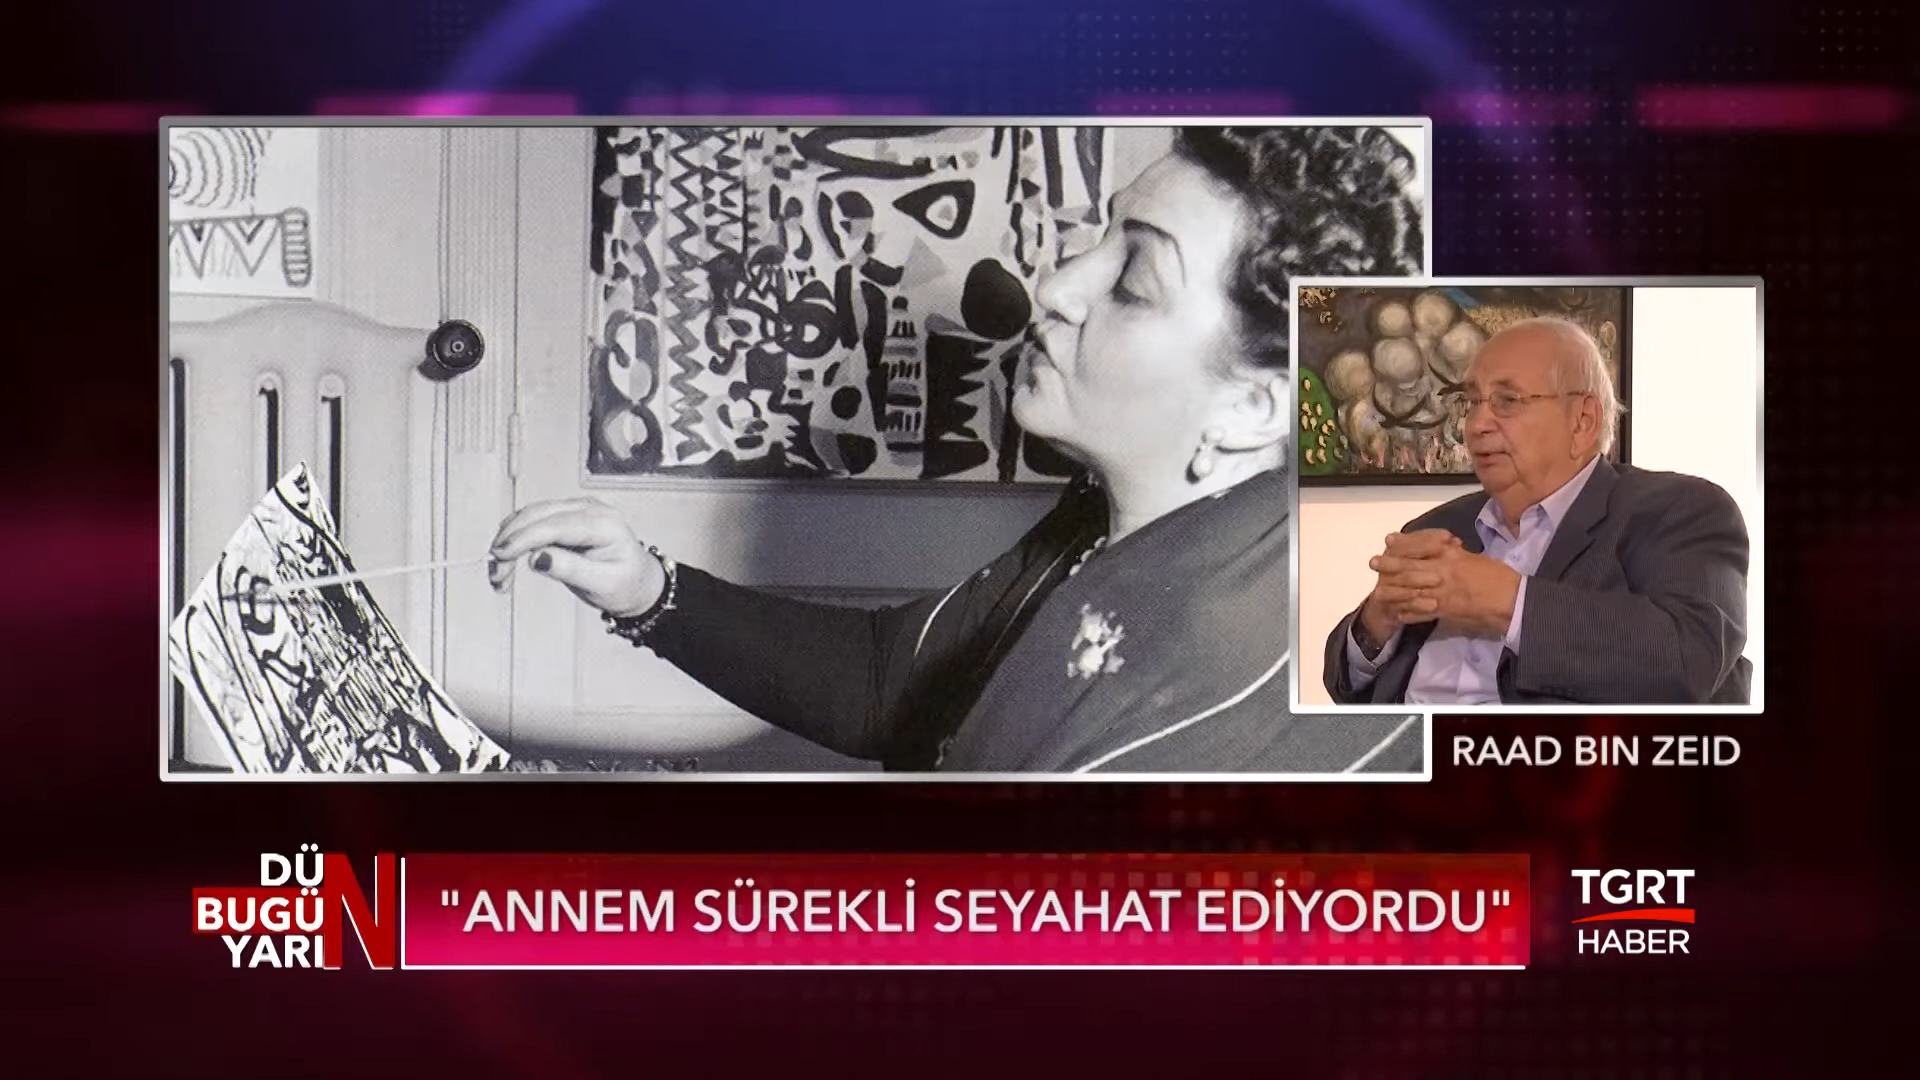 RAAD BIN ZEID
DÜN
BUGÜN
YARIN
"ANNEM SÜREKLİ SEYAHAT EDİYORDU"
TGRT
HABER